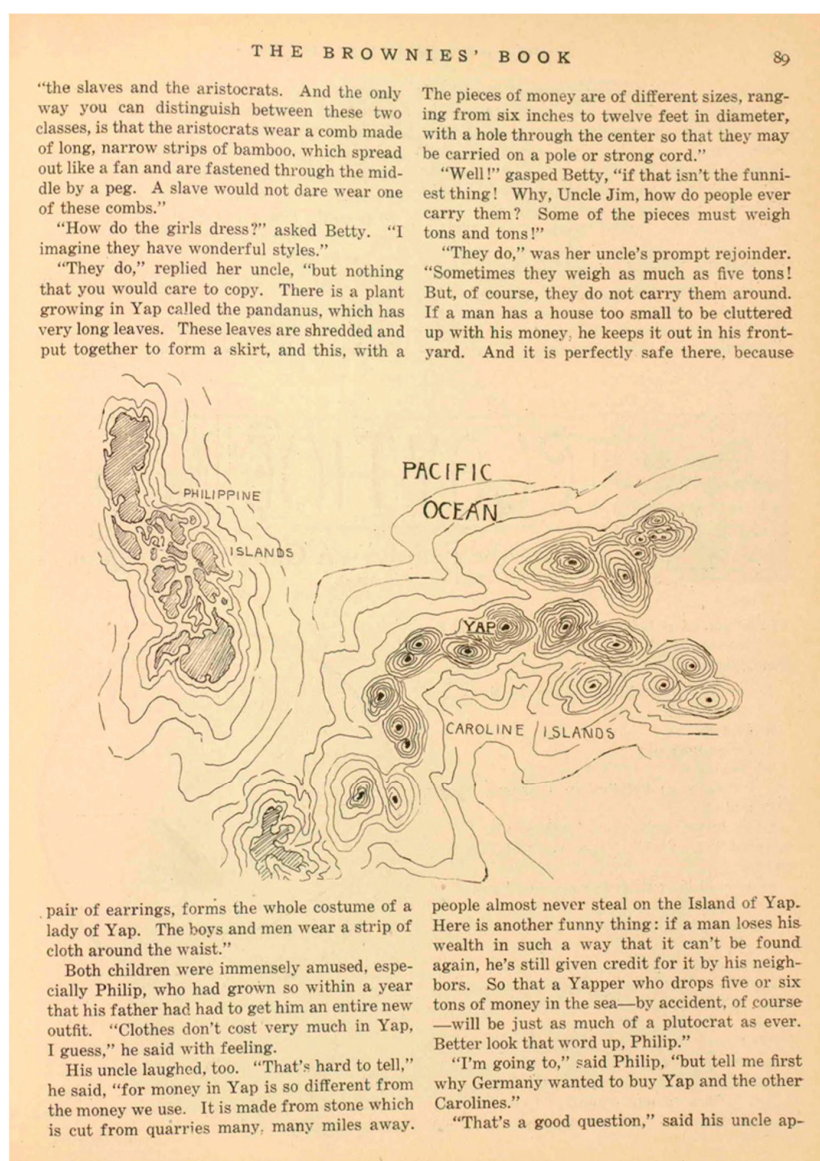 THE BROWNIES' BOOK 89
“the slaves and the aristocrats. And the only
way you can distinguish between these two
classes, is that the aristocrats wear a comb made
of long, narrow strips of bamboo, which spread
out like a fan and are fastened through the mid-
dle by a peg. A slave would not dare wear one
of these combs.”
“How do the girls dress?” asked Betty. “I
imagine they have wonderful styles.”
“They do,” replied her uncle, “but nothing
that you would care to copy. There is a plant
growing in Yap called the pandanus, which has
very long leaves. These leaves are shredded and
put together to form a skirt, and this, with a
The pieces of money are of different sizes, rang-
ing from six inches to twelve feet in diameter,
with a hole through the center so that they may
be carried on a pole or strong cord.”
“Well!” gasped Betty, “if that isn't the funni-
est thing! Why, Uncle Jim, how do people ever
carry them? Some of the pieces must weigh
tons and tons!”
“They do,” was her uncle's prompt rejoinder.
“Sometimes they weigh as much as five tons!
But, of course, they do not carry them around.
If a man has a house too small to be cluttered
up with his money, he keeps it out in his front-
yard. And it is perfectly safe there, because
PACIFIC
OCEAN
PHILIPPINE
ISLANDS
YAP
CAROLINE ISLANDS
pair of earrings, forms the whole costume of a
lady of Yap. The boys and men wear a strip of
cloth around the waist.”
Both children were immensely amused, espe-
cially Philip, who had grown so within a year
that his father had had to get him an entire new
outfit. “Clothes don't cost very much in Yap,
I guess,” he said with feeling.
His uncle laughed, too. “That's hard to tell,”
he said, “for money in Yap is so different from
the money we use. It is made from stone which
is cut from quarries many, many miles away.
people almost never steal on the Island of Yap.
Here is another funny thing: if a man loses his
wealth in such a way that it can't be found
again, he's still given credit for it by his neigh-
bors. So that a Yapper who drops five or six
tons of money in the sea—by accident, of course
—will be just as much of a plutocrat as ever.
Better look that word up, Philip.”
“I'm going to,” said Philip, “but tell me first
why Germany wanted to buy Yap and the other
Carolines.”
“That's a good question,” said his uncle ap-